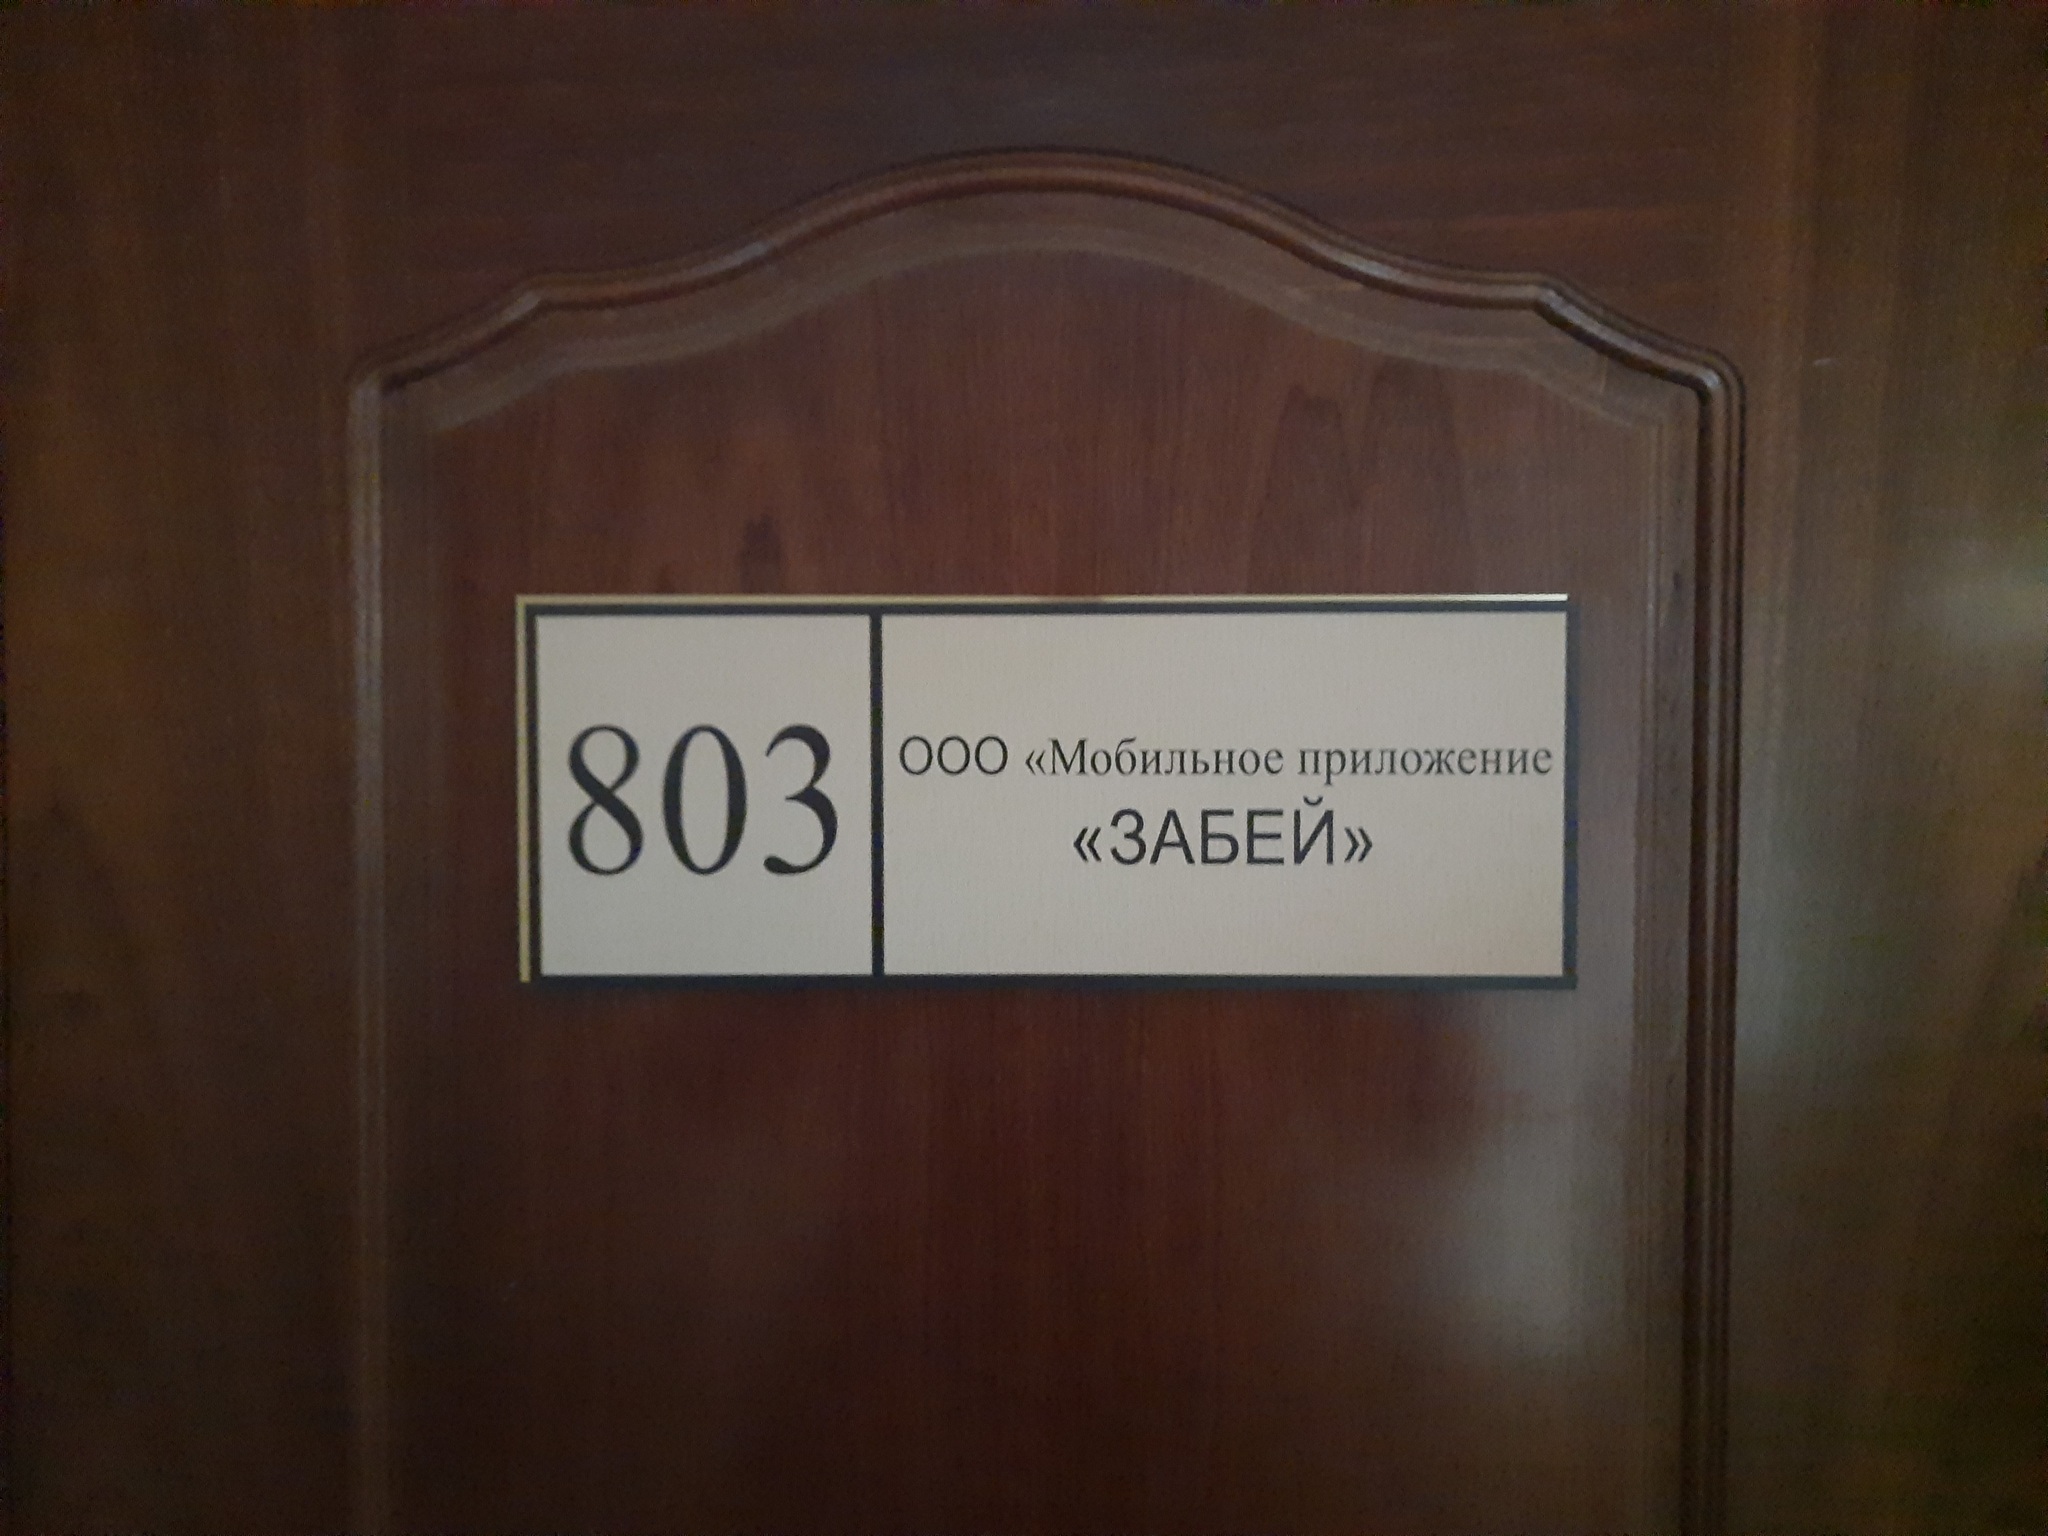 803
ООО «Мобильное приложение
«ЗАБЕЙ»